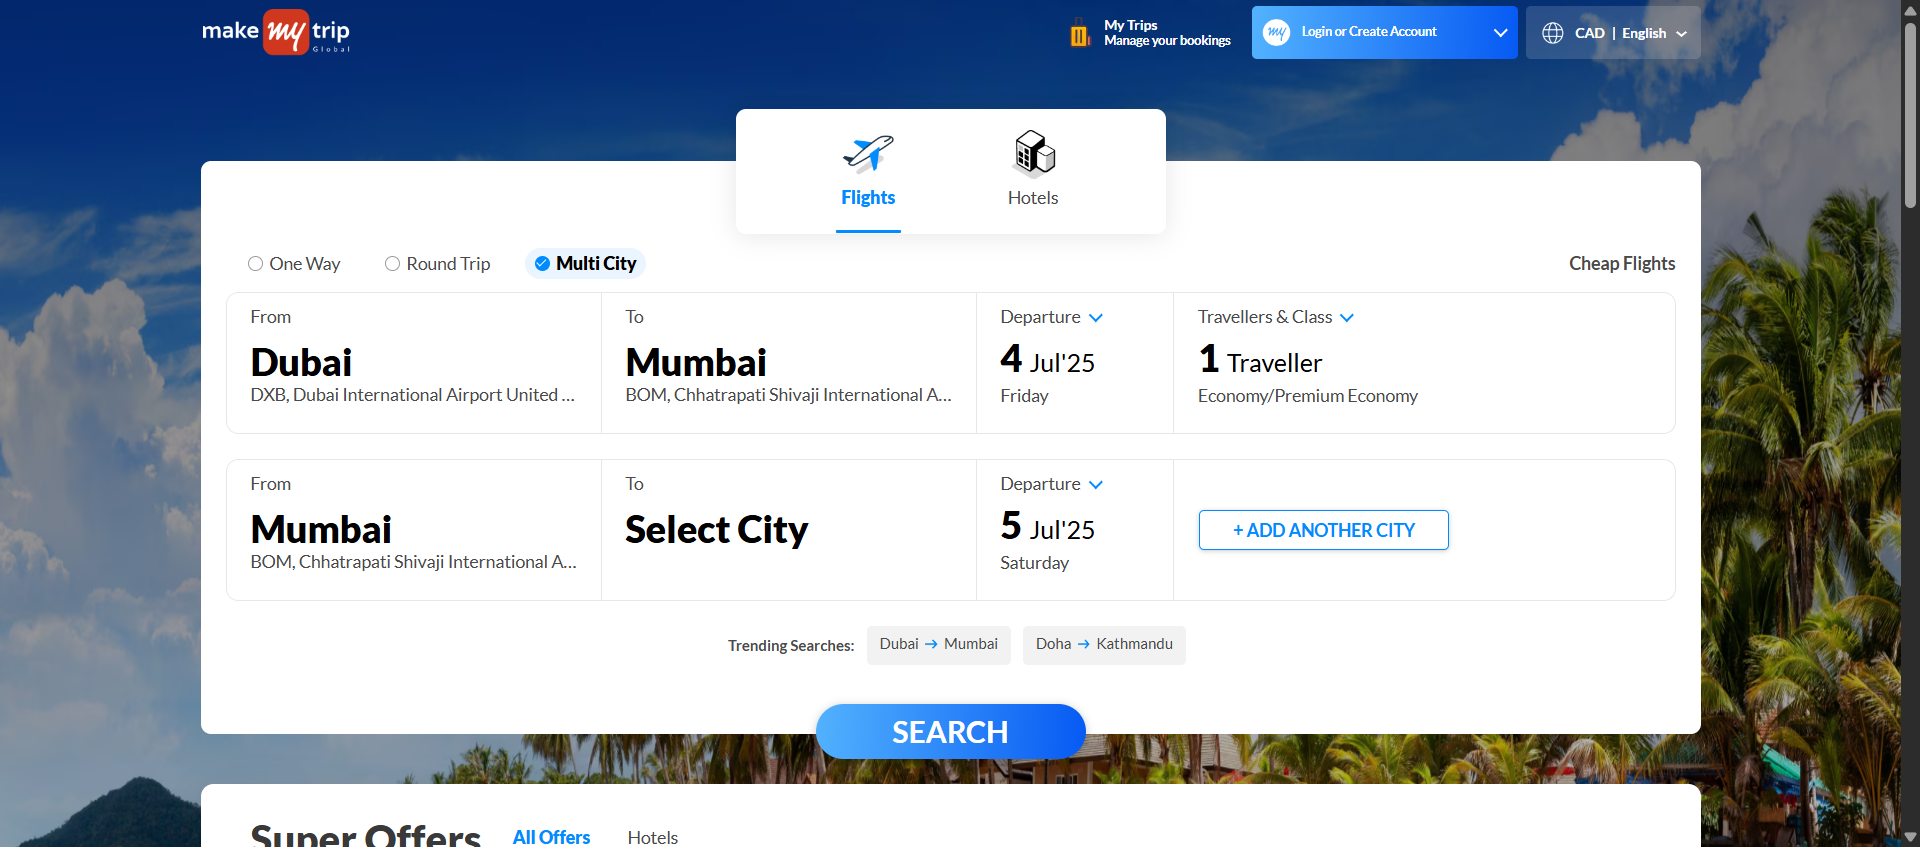 make my trip
Global
My Trips
Manage your bookings
my Login or Create Account
CAD | English
Flights
Hotels
One Way
Round Trip
Multi City
Cheap Flights
From
Dubai
DXB, Dubai International Airport United ...
To
Mumbai
BOM, Chhatrapati Shivaji International A...
Departure
4 Jul'25
Friday
Travellers & Class
1 Traveller
Economy/Premium Economy
From
Mumbai
BOM, Chhatrapati Shivaji International A...
To
Select City
Departure
5 Jul'25
Saturday
+ ADD ANOTHER CITY
Trending Searches:
Dubai → Mumbai
Doha → Kathmandu
SEARCH
Super Offers
All Offers
Hotels